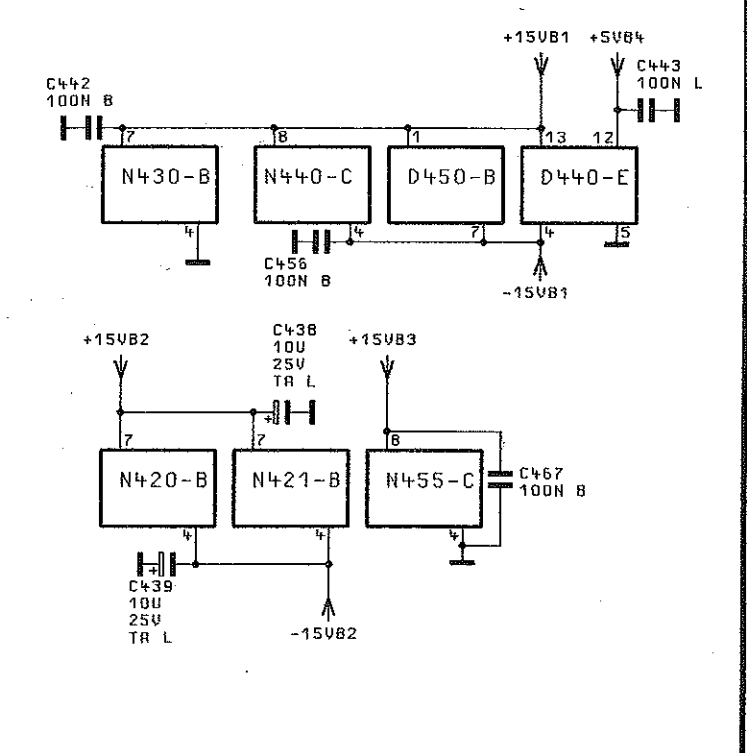 +15VB1 +5VB4
C442
100N B
C443
100N L
7 8 1 13 12
N430-B N440-C D450-B D440-E
4 4 7 4 5
C456
100N B
-15VB1
+15VB2
C438
10U
25V
TA L
+15VB3
+
7 7 8
N420-B N421-B N455-C
C467
100N B
4 4 4
+
C439
10U
25V
TA L
-15VB2